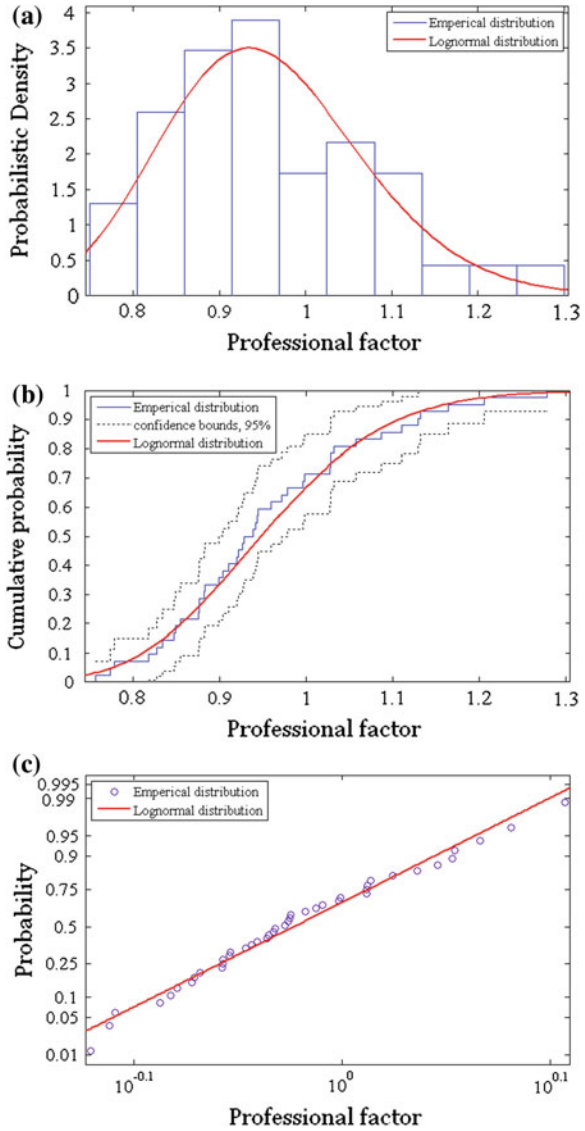 (a)
4
3.5
3
2.5
2
1.5
1
0.5
0
Probabilistic Density
Emperical distribution
Lognormal distribution
0.8 0.9 1 1.1 1.2 1.3
Professional factor
(b)
1
0.9
0.8
0.7
0.6
0.5
0.4
0.3
0.2
0.1
0
Cumulative probability
Emperical distribution
confidence bounds, 95%
Lognormal distribution
0.8 0.9 1 1.1 1.2 1.3
Professional factor
(c)
0.995
0.99
0.95
0.9
0.75
0.5
0.25
0.1
0.05
0.01
Probability
Emperical distribution
Lognormal distribution
10^-0.1 10^0 10^0.1
Professional factor